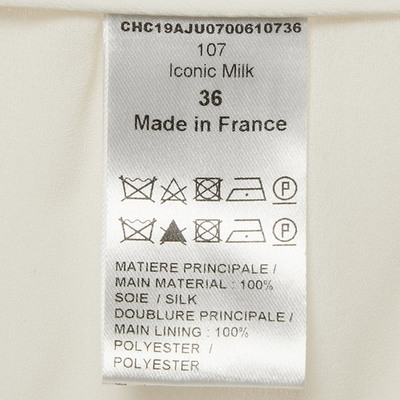 CHC19AJU0700610736
107
Iconic Milk
36
Made in France
P
P
MATIERE PRINCIPALE /
MAIN MATERIAL : 100%
SOIE / SILK
DOUBLURE PRINCIPALE /
MAIN LINING : 100%
POLYESTER /
POLYESTER